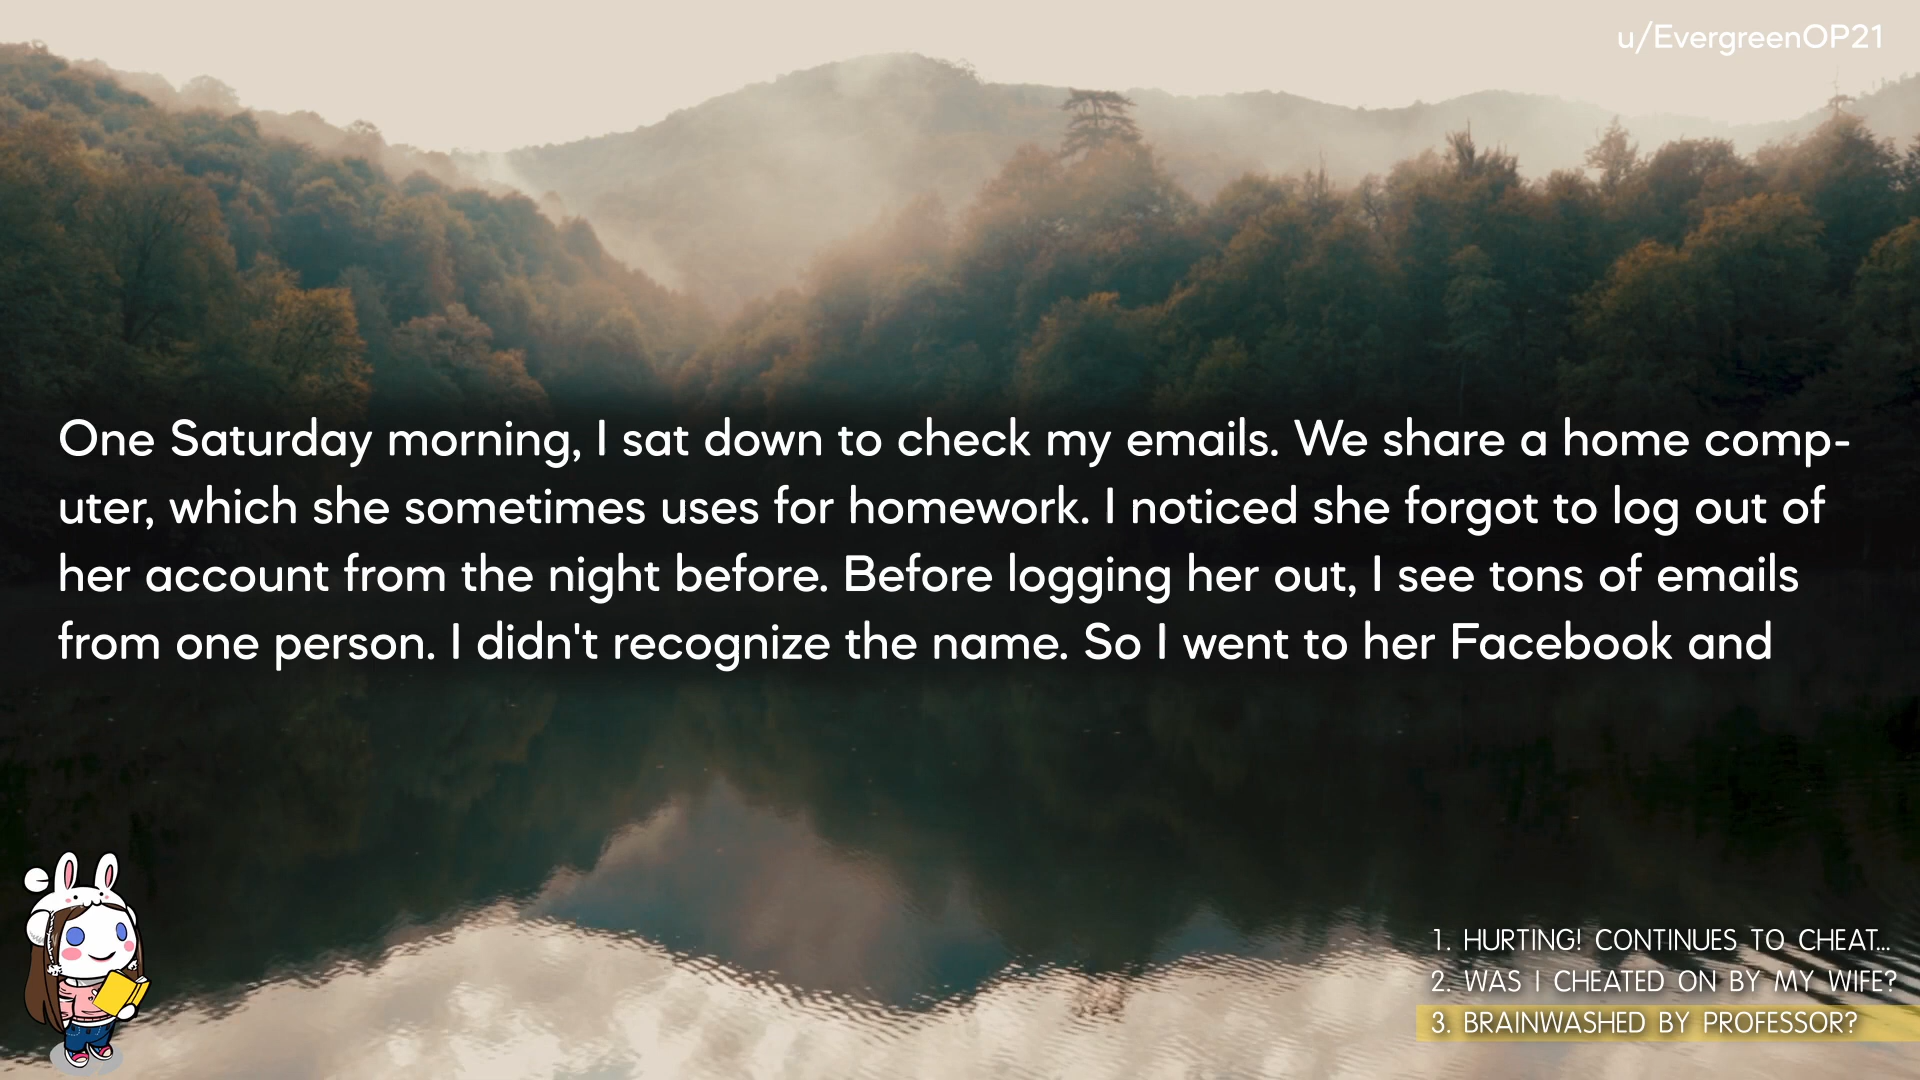 u/EvergreenOP21
One Saturday morning, I sat down to check my emails. We share a home comp-
uter, which she sometimes uses for homework. I noticed she forgot to log out of
her account from the night before. Before logging her out, I see tons of emails
from one person. I didn't recognize the name. So I went to her Facebook and
1. HURTING! CONTINUES TO CHEAT...
2. WAS I CHEATED ON BY MY WIFE?
3. BRAINWASHED BY PROFESSOR?